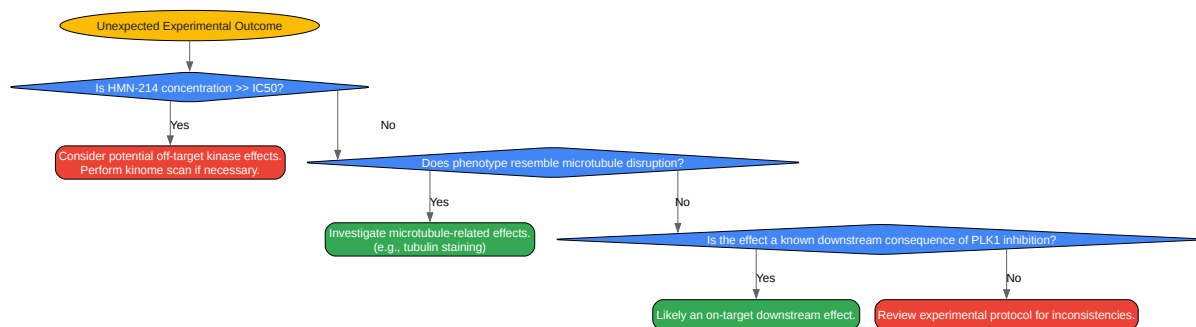 Unexpected Experimental Outcome
Is HMN-214 concentration >> IC50?
Yes
No
Consider potential off-target kinase effects.
Perform kinome scan if necessary.
Does phenotype resemble microtubule disruption?
Yes
No
Investigate microtubule-related effects.
(e.g., tubulin staining)
Is the effect a known downstream consequence of PLK1 inhibition?
Yes
No
Likely an on-target downstream effect.
Review experimental protocol for inconsistencies.